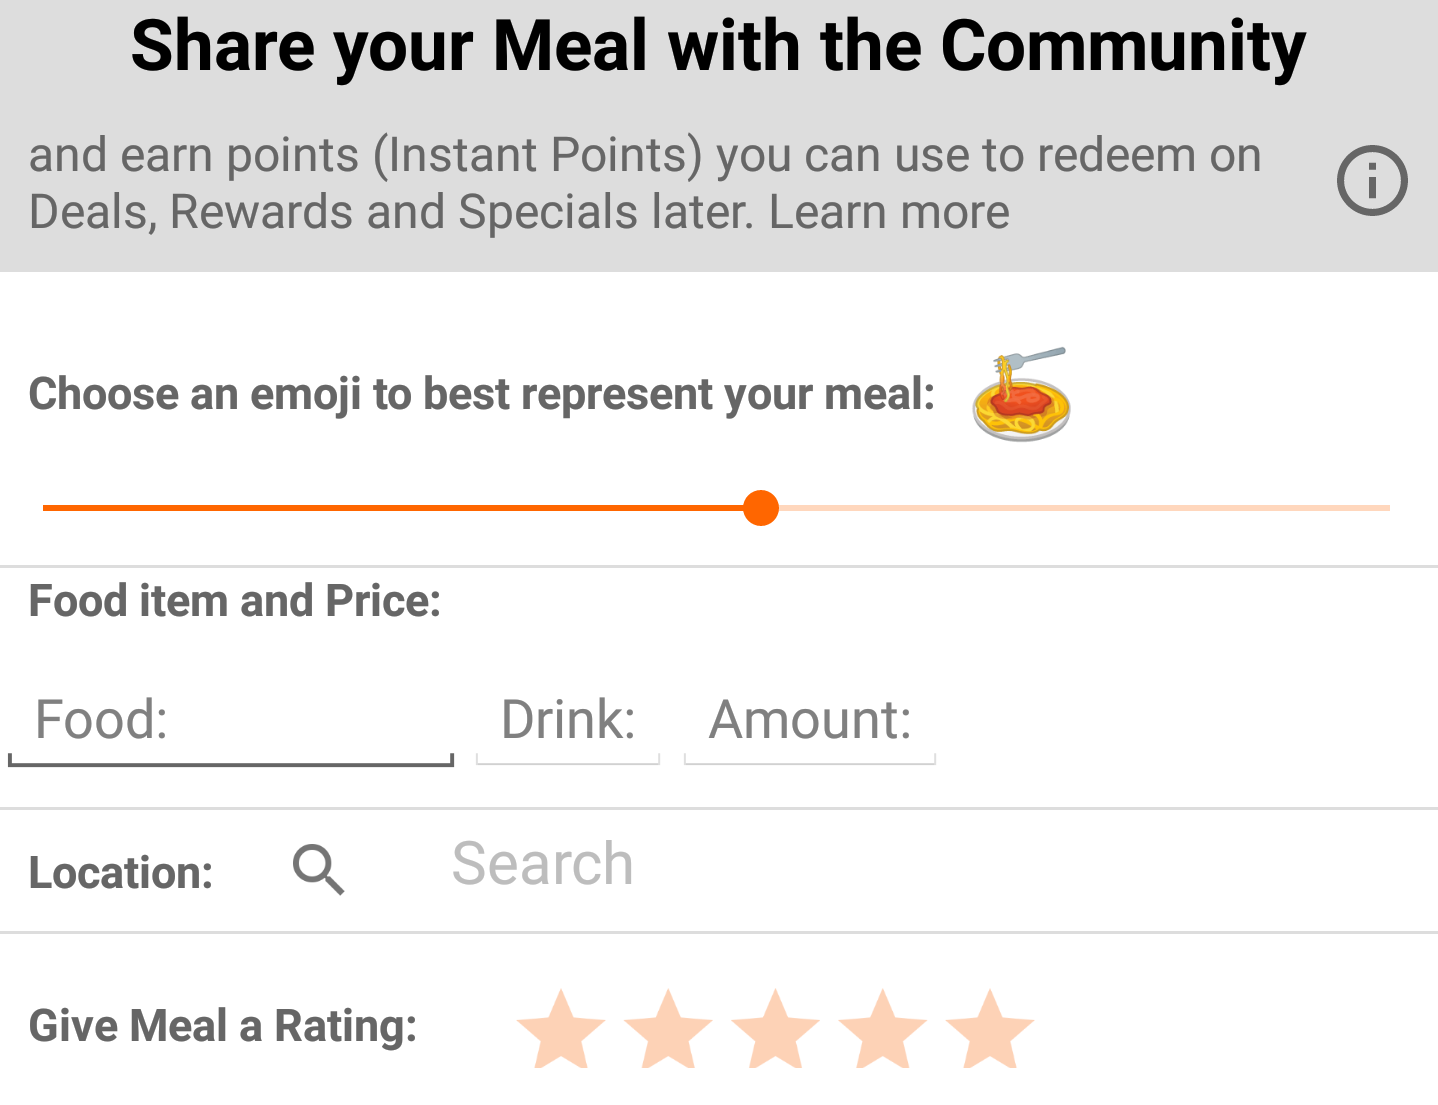 Share your Meal with the Community
and earn points (Instant Points) you can use to redeem on
Deals, Rewards and Specials later. Learn more
Choose an emoji to best represent your meal:
Food item and Price:
Food: Drink: Amount:
Location: Search
Give Meal a Rating: